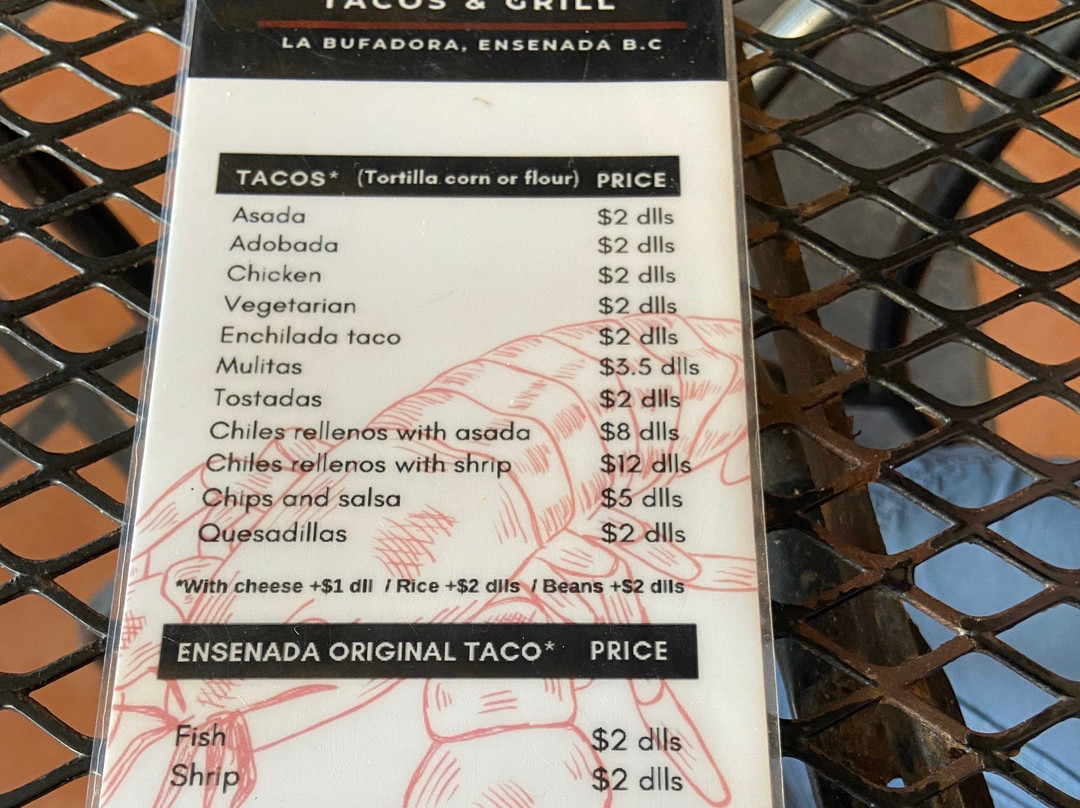 TACOS & GRILL
LA BUFADORA, ENSENADA B.C
TACOS* (Tortilla corn or flour) PRICE
Asada $2 dlls
Adobada $2 dlls
Chicken $2 dlls
Vegetarian $2 dlls
Enchilada taco $2 dlls
Mulitas $3.5 dlls
Tostadas $2 dlls
Chiles rellenos with asada $8 dlls
Chiles rellenos with shrip $12 dlls
Chips and salsa $5 dlls
Quesadillas $2 dlls
*With cheese +$1 dll / Rice +$2 dlls / Beans +$2 dlls
ENSENADA ORIGINAL TACO* PRICE
Fish $2 dlls
Shrip $2 dlls